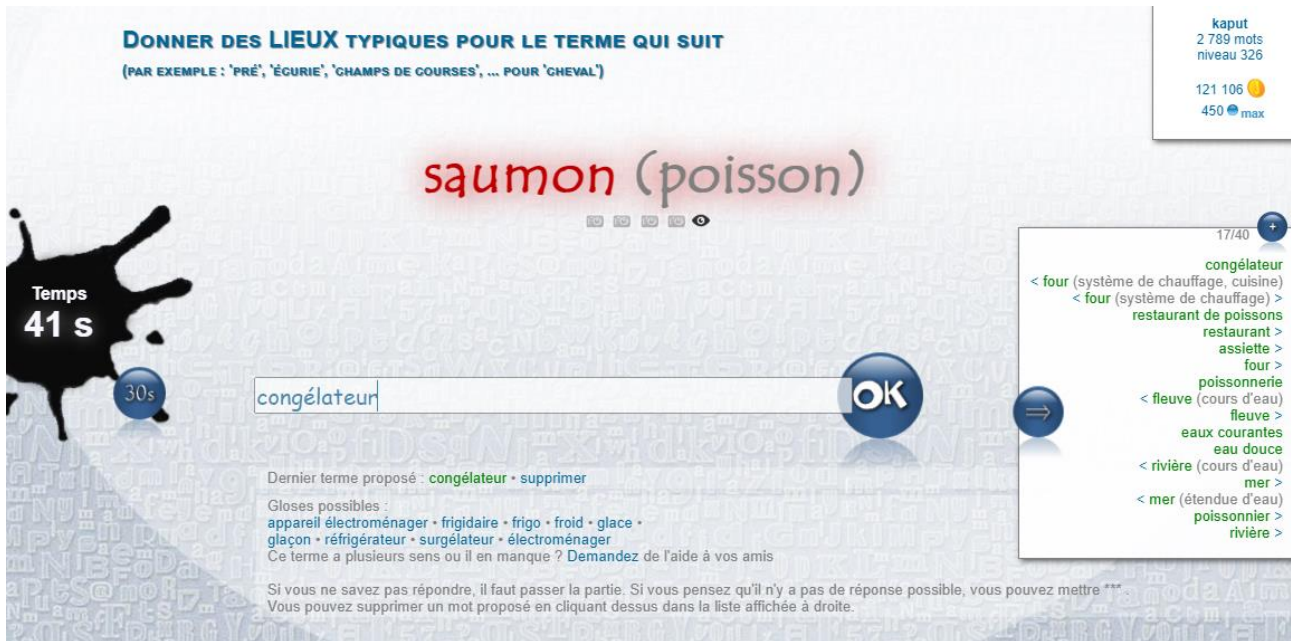 DONNER DES LIEUX TYPIQUES POUR LE TERME QUI SUIT
(PAR EXEMPLE : 'PRÉ', 'ÉCURIE', 'CHAMPS DE COURSES', ... POUR 'CHEVAL')
kaput
2 789 mots
niveau 326
121 106
450 max
saumon (poisson)
Temps
41 s
30s
congélateur
OK
17/40 +
congélateur
< four (système de chauffage, cuisine)
< four (système de chauffage) >
restaurant de poissons
restaurant >
assiette >
four >
poissonnerie
< fleuve (cours d'eau)
fleuve >
eaux courantes
eau douce
< rivière (cours d'eau)
mer >
< mer (étendue d'eau)
poissonnier >
rivière >
⇒
Dernier terme proposé : congélateur • supprimer
Gloses possibles :
appareil électroménager • frigidaire • frigo • froid • glace •
glaçon • réfrigérateur • surgélateur • électroménager
Ce terme a plusieurs sens ou il en manque ? Demandez de l'aide à vos amis
Si vous ne savez pas répondre, il faut passer la partie. Si vous pensez qu'il n'y a pas de réponse possible, vous pouvez mettre *** .
Vous pouvez supprimer un mot proposé en cliquant dessus dans la liste affichée à droite.